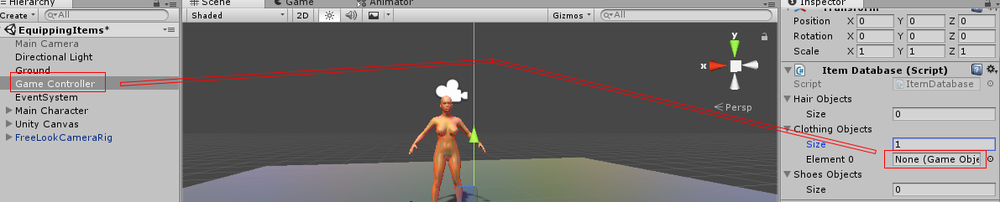 Hierarchy
Create
All
EquippingItems*
Main Camera
Directional Light
Ground
Game Controller
EventSystem
Main Character
Unity Canvas
FreeLookCameraRig
Scene Game Animator
Shaded 2D Gizmos All
y
x
Persp
Inspector
Transform
Position X 0 Y 0 Z 0
Rotation X 0 Y 0 Z 0
Scale X 1 Y 1 Z 1
Item Database (Script)
Script ItemDatabase
Hair Objects
Size 0
Clothing Objects
Size 1
Element 0 None (Game Obje
Shoes Objects
Size 0